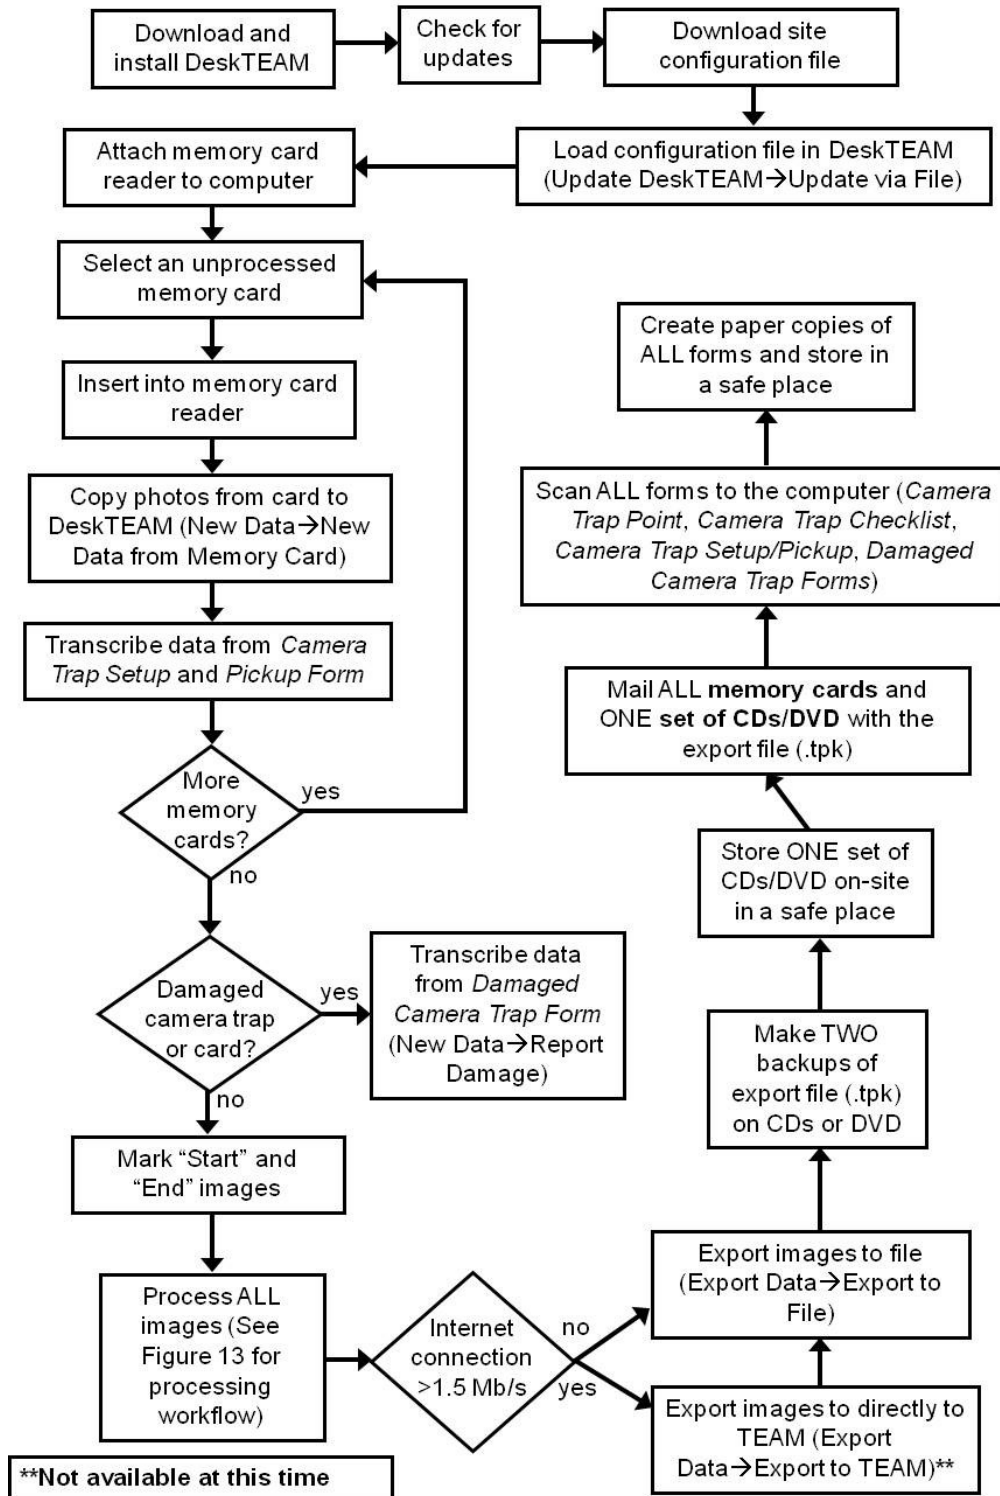 Download and
install DeskTEAM
Check for
updates
Download site
configuration file
Load configuration file in DeskTEAM
(Update DeskTEAM→Update via File)
Attach memory card
reader to computer
Select an unprocessed
memory card
Insert into memory card
reader
Copy photos from card to
DeskTEAM (New Data→New
Data from Memory Card)
Transcribe data from Camera
Trap Setup and Pickup Form
More
memory
cards?
yes
no
Damaged
camera trap
or card?
yes
no
Transcribe data
from Damaged
Camera Trap Form
(New Data→Report
Damage)
Mark “Start” and
“End” images
Process ALL
images (See
Figure 13 for
processing
workflow)
Internet
connection
>1.5 Mb/s
no
yes
Export images to directly to
TEAM (Export
Data→Export to TEAM)**
Export images to file
(Export Data→Export to
File)
Make TWO
backups of
export file (.tpk)
on CDs or DVD
Store ONE set of
CDs/DVD on-site
in a safe place
Mail ALL memory cards and
ONE set of CDs/DVD with the
export file (.tpk)
Scan ALL forms to the computer (Camera
Trap Point, Camera Trap Checklist,
Camera Trap Setup/Pickup, Damaged
Camera Trap Forms)
Create paper copies of
ALL forms and store in
a safe place
**Not available at this time